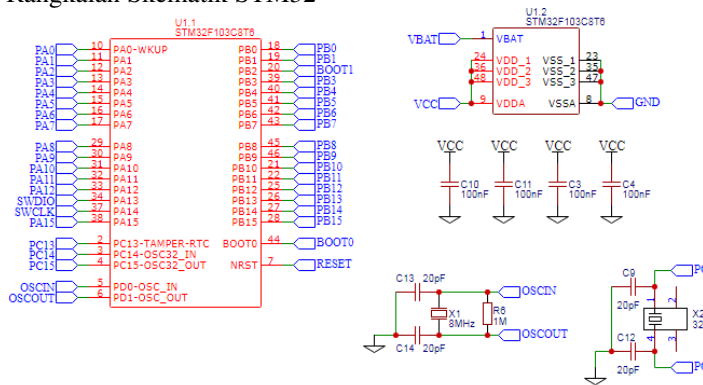 Rangkaian Skematik STM32
U1.1
STM32F103C8T6
PA0 10 PA0-WKUP PB0 18 PB0
PA1 11 PA1 PB1 19 PB1
PA2 12 PA2 PB2 20 BOOT1
PA3 13 PA3 PB3 39 PB3
PA4 14 PA4 PB4 40 PB4
PA5 15 PA5 PB5 41 PB5
PA6 16 PA6 PB6 42 PB6
PA7 17 PA7 PB7 43 PB7
PA8 29 PA8 PB8 45 PB8
PA9 30 PA9 PB9 46 PB9
PA10 31 PA10 PB10 21 PB10
PA11 32 PA11 PB11 22 PB11
PA12 33 PA12 PB12 25 PB12
SWDIO 34 PA13 PB13 26 PB13
SWCLK 37 PA14 PB14 27 PB14
PA15 38 PA15 PB15 28 PB15
PC13 2 PC13-TAMPER-RTC BOOT0 44 BOOT0
PC14 3 PC14-OSC32_IN
PC15 4 PC15-OSC32_OUT NRST 7 RESET
OSCIN 5 PD0-OSC_IN
OSCOUT 6 PD1-OSC_OUT
U1.2
STM32F103C8T6
VBAT 1 VBAT
24 VDD_1 VSS_1 23
36 VDD_2 VSS_2 35
48 VDD_3 VSS_3 47
VCC 9 VDDA VSSA 8 GND
VCC VCC VCC VCC
C10 C11 C3 C4
100nF 100nF 100nF 100nF
C13 20pF
OSCIN
X1 R6
8MHz 1M
OSCOUT
C14 20pF
C9
20pF
1 2
X2
32
4 3
C12
20pF